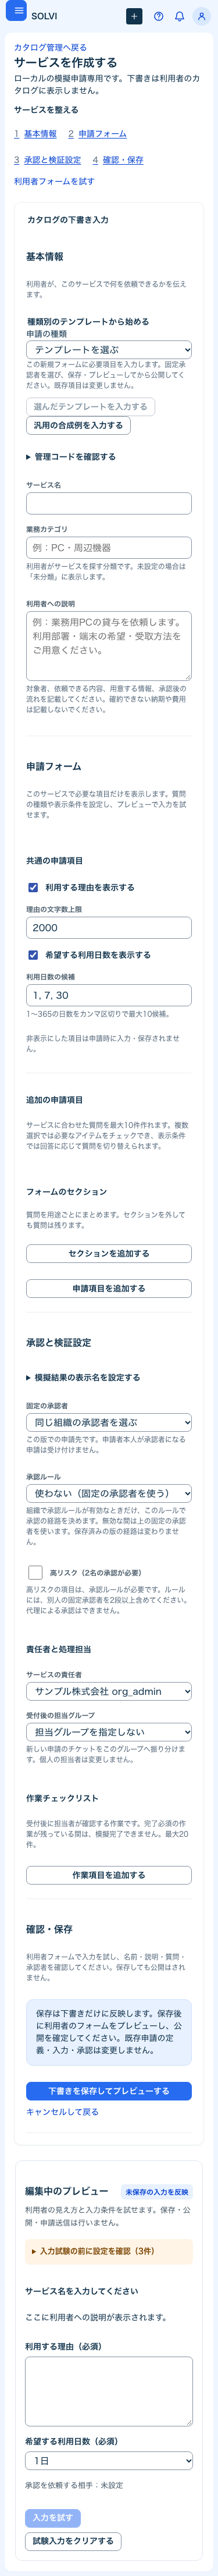 SOLVI
カタログ管理へ戻る
サービスを作成する
ローカルの模擬申請専用です。下書きは利用者のカ
タログに表示しません。
サービスを整える
1 基本情報 2 申請フォーム
3 承認と検証設定 4 確認・保存
利用者フォームを試す
カタログの下書き入力
基本情報
利用者が、このサービスで何を依頼できるかを伝え
ます。
種類別のテンプレートから始める
申請の種類
テンプレートを選ぶ
この新規フォームに必要項目を入力します。固定承
認者を選び、保存・プレビューしてから公開してく
ださい。既存項目は変更しません。
選んだテンプレートを入力する
汎用の合成例を入力する
▶ 管理コードを確認する
サービス名
業務カテゴリ
例：PC・周辺機器
利用者がサービスを探す分類です。未設定の場合は
「未分類」に表示します。
利用者への説明
例：業務用PCの貸与を依頼します。
利用部署・端末の希望・受取方法を
ご用意ください。
対象者、依頼できる内容、用意する情報、承認後の
流れを記載してください。確約できない納期や費用
は記載しないでください。
申請フォーム
このサービスで必要な項目だけを表示します。質問
の種類や表示条件を設定し、プレビューで入力を試
せます。
共通の申請項目
利用する理由を表示する
理由の文字数上限
2000
希望する利用日数を表示する
利用日数の候補
1, 7, 30
1〜365の日数をカンマ区切りで最大10候補。
非表示にした項目は申請時に入力・保存されませ
ん。
追加の申請項目
サービスに合わせた質問を最大10件作れます。複数
選択では必要なアイテムをチェックでき、表示条件
では回答に応じて質問を切り替えられます。
フォームのセクション
質問を用途ごとにまとめます。セクションを外して
も質問は残ります。
セクションを追加する
申請項目を追加する
承認と検証設定
▶ 模擬結果の表示名を設定する
固定の承認者
同じ組織の承認者を選ぶ
この版での申請先です。申請者本人が承認者になる
申請は受け付けません。
承認ルール
使わない（固定の承認者を使う）
組織で承認ルールが有効なときだけ、このルールで
承認の経路を決めます。無効な間は上の固定の承認
者を使います。保存済みの版の経路は変わりませ
ん。
高リスク（2名の承認が必要）
高リスクの項目は、承認ルールが必要です。ルール
には、別人の固定承認者を2段以上含めてください。
代理による承認はできません。
責任者と処理担当
サービスの責任者
サンプル株式会社 org_admin
受付後の担当グループ
担当グループを指定しない
新しい申請のチケットをこのグループへ振り分けま
す。個人の担当者は変更しません。
作業チェックリスト
受付後に担当者が確認する作業です。完了必須の作
業が残っている間は、模擬完了できません。最大20
件。
作業項目を追加する
確認・保存
利用者フォームで入力を試し、名前・説明・質問・
承認者を確認してください。保存しても公開はされ
ません。
保存は下書きだけに反映します。保存後
に利用者のフォームをプレビューし、公
開を確定してください。既存申請の定
義・入力・承認は変更しません。
下書きを保存してプレビューする
キャンセルして戻る
編集中のプレビュー 未保存の入力を反映
利用者の見え方と入力条件を試せます。保存・公
開・申請送信は行いません。
▶ 入力試験の前に設定を確認（3件）
サービス名を入力してください
ここに利用者への説明が表示されます。
利用する理由（必須）
希望する利用日数（必須）
1日
承認を依頼する相手：未設定
入力を試す
試験入力をクリアする